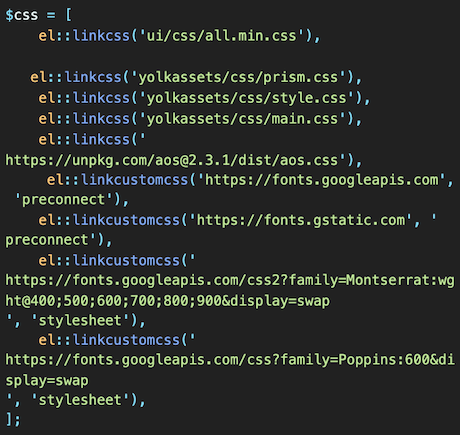 $css = [
el::linkcss('ui/css/all.min.css'),
el::linkcss('yolkassets/css/prism.css'),
el::linkcss('yolkassets/css/style.css'),
el::linkcss('yolkassets/css/main.css'),
el::linkcss('
https://unpkg.com/aos@2.3.1/dist/aos.css'),
el::linkcustomcss('https://fonts.googleapis.com',
'preconnect'),
el::linkcustomcss('https://fonts.gstatic.com', '
preconnect'),
el::linkcustomcss('
https://fonts.googleapis.com/css2?family=Montserrat:wg
ht@400;500;600;700;800;900&display=swap
', 'stylesheet'),
el::linkcustomcss('
https://fonts.googleapis.com/css?family=Poppins:600&di
splay=swap
', 'stylesheet'),
];